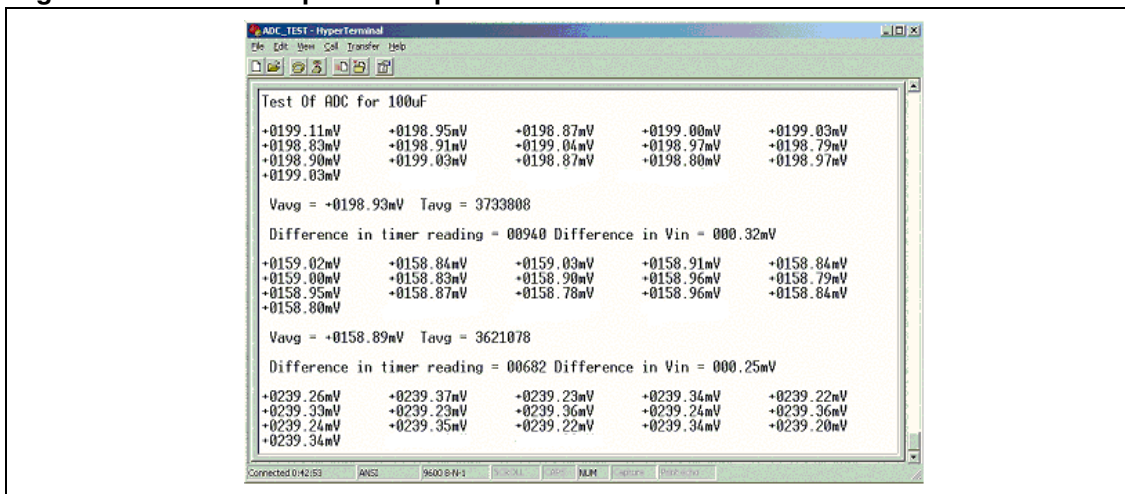 ADC_TEST - HyperTerminal
File Edit View Call Transfer Help
Test Of ADC for 100uF
+0199.11mV +0198.95mV +0198.87mV +0199.00mV +0199.03mV
+0198.83mV +0198.91mV +0199.04mV +0198.97mV +0198.79mV
+0198.90mV +0199.03mV +0198.87mV +0198.80mV +0198.97mV
+0199.03mV
Vavg = +0198.93mV Tavg = 3733808
Difference in timer reading = 00940 Difference in Vin = 000.32mV
+0159.02mV +0158.84mV +0159.03mV +0158.91mV +0158.84mV
+0159.00mV +0158.83mV +0158.90mV +0158.96mV +0158.79mV
+0158.95mV +0158.87mV +0158.78mV +0158.96mV +0158.84mV
+0158.80mV
Vavg = +0158.89mV Tavg = 3621078
Difference in timer reading = 00682 Difference in Vin = 000.25mV
+0239.26mV +0239.37mV +0239.23mV +0239.34mV +0239.22mV
+0239.33mV +0239.23mV +0239.36mV +0239.24mV +0239.36mV
+0239.24mV +0239.35mV +0239.22mV +0239.34mV +0239.20mV
+0239.34mV
Connected 0:42:53 ANSI 9600 8-N-1 SCROLL CAPS NUM Capture Print echo